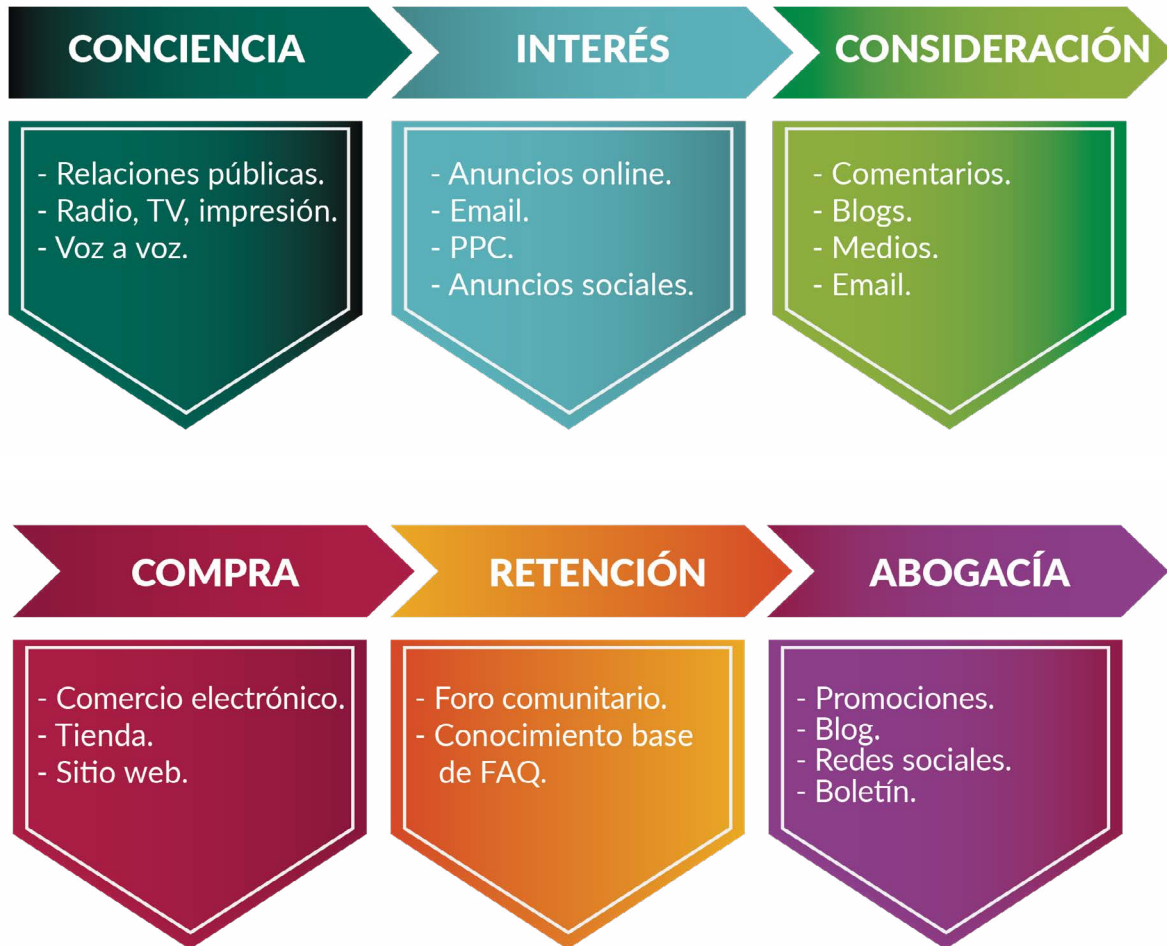 CONCIENCIA
INTERÉS
CONSIDERACIÓN
- Relaciones públicas.
- Radio, TV, impresión.
- Voz a voz.
- Anuncios online.
- Email.
- PPC.
- Anuncios sociales.
- Comentarios.
- Blogs.
- Medios.
- Email.
COMPRA
RETENCIÓN
ABOGACÍA
- Comercio electrónico.
- Tienda.
- Sitio web.
- Foro comunitario.
- Conocimiento base
de FAQ.
- Promociones.
- Blog.
- Redes sociales.
- Boletín.